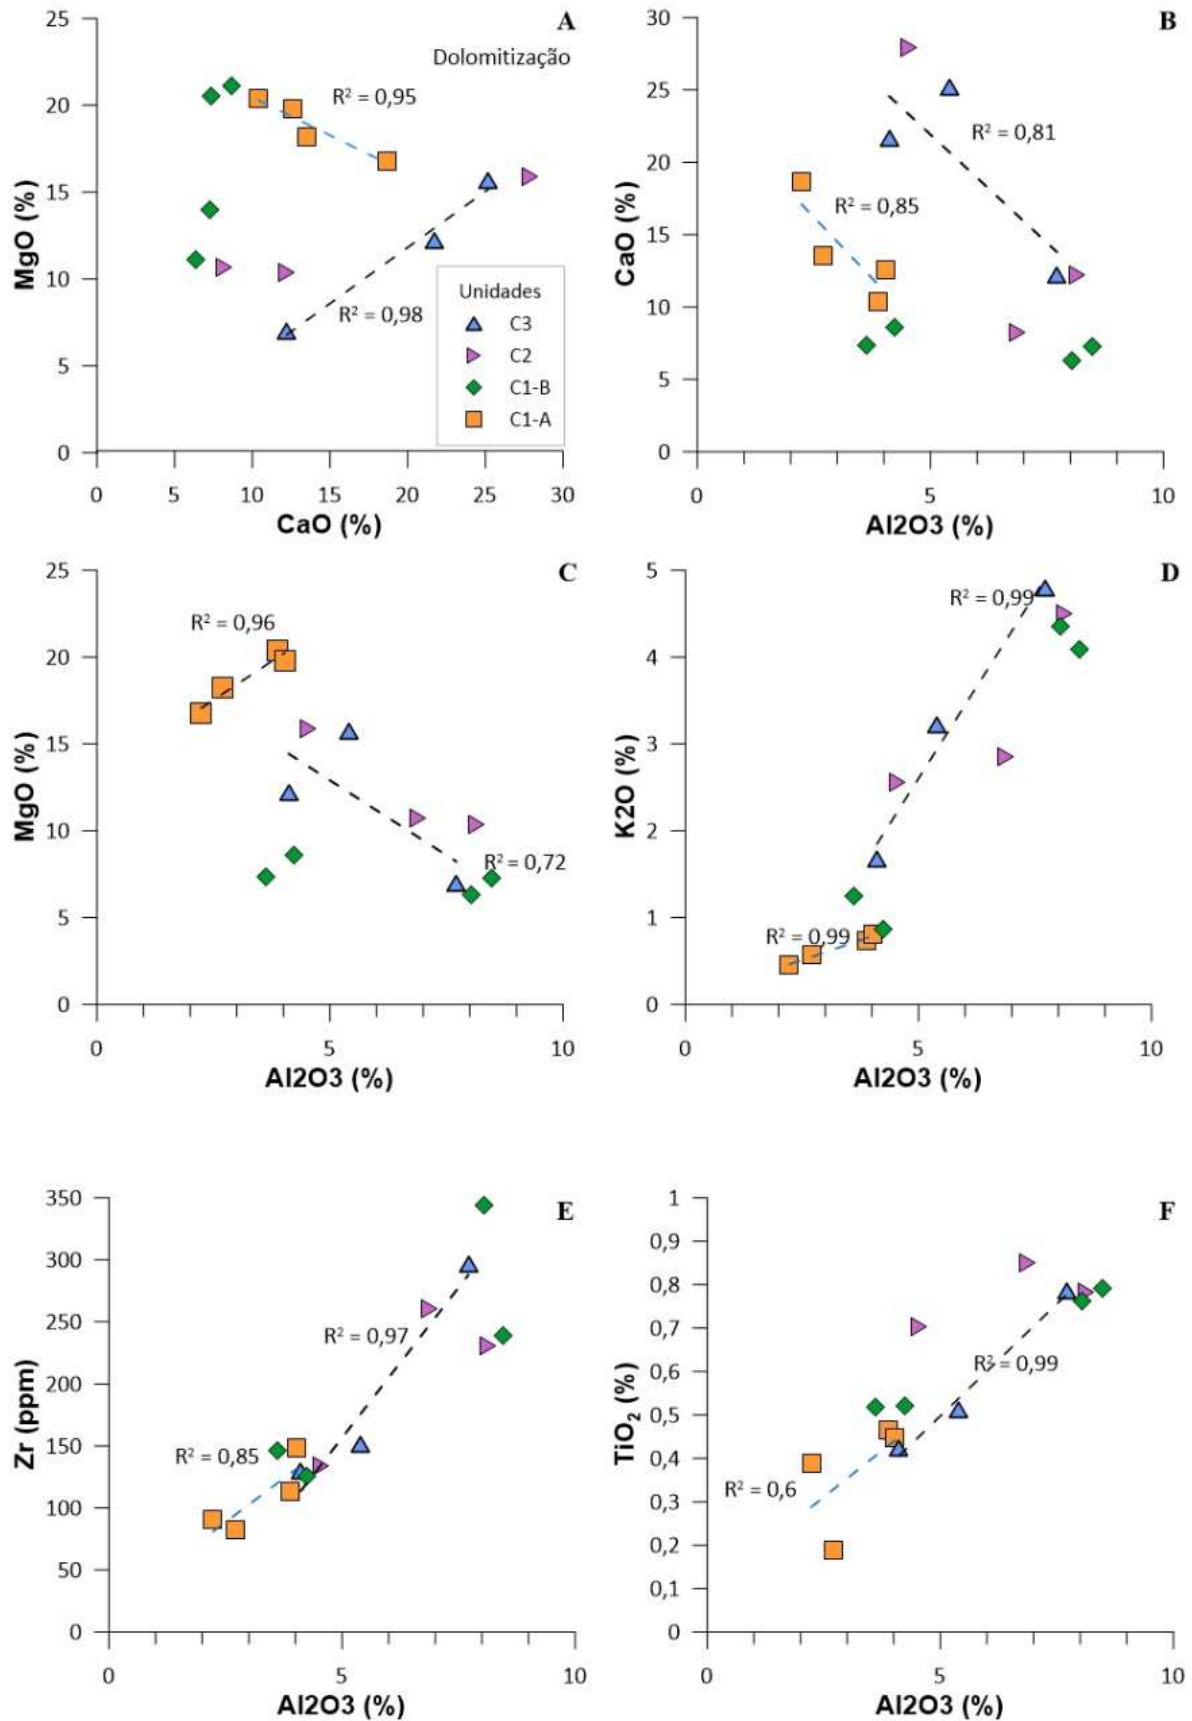 A
25
20
15
10
5
0
MgO (%)
Dolomitização
R² = 0,95
R² = 0,98
Unidades
C3
C2
C1-B
C1-A
0 5 10 15 20 25 30
CaO (%)
B
30
25
20
15
10
5
0
CaO (%)
R² = 0,81
R² = 0,85
0 5 10
Al2O3 (%)
C
25
20
15
10
5
0
MgO (%)
R² = 0,96
R² = 0,72
0 5 10
Al2O3 (%)
D
5
4
3
2
1
0
K2O (%)
R² = 0,99
R² = 0,99
0 5 10
Al2O3 (%)
E
350
300
250
200
150
100
50
0
Zr (ppm)
R² = 0,97
R² = 0,85
0 5 10
Al2O3 (%)
F
1
0,9
0,8
0,7
0,6
0,5
0,4
0,3
0,2
0,1
0
TiO₂ (%)
R² = 0,99
R² = 0,6
0 5 10
Al2O3 (%)